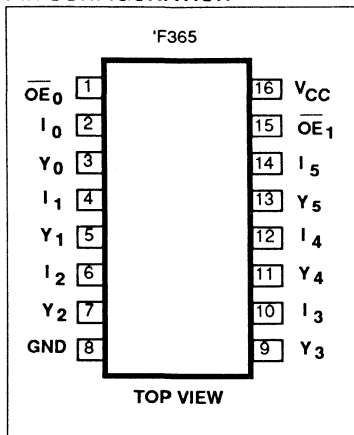 'F365
OE0 1 16 VCC
I0 2 15 OE1
Y0 3 14 I5
I1 4 13 Y5
Y1 5 12 I4
I2 6 11 Y4
Y2 7 10 I3
GND 8 9 Y3
TOP VIEW